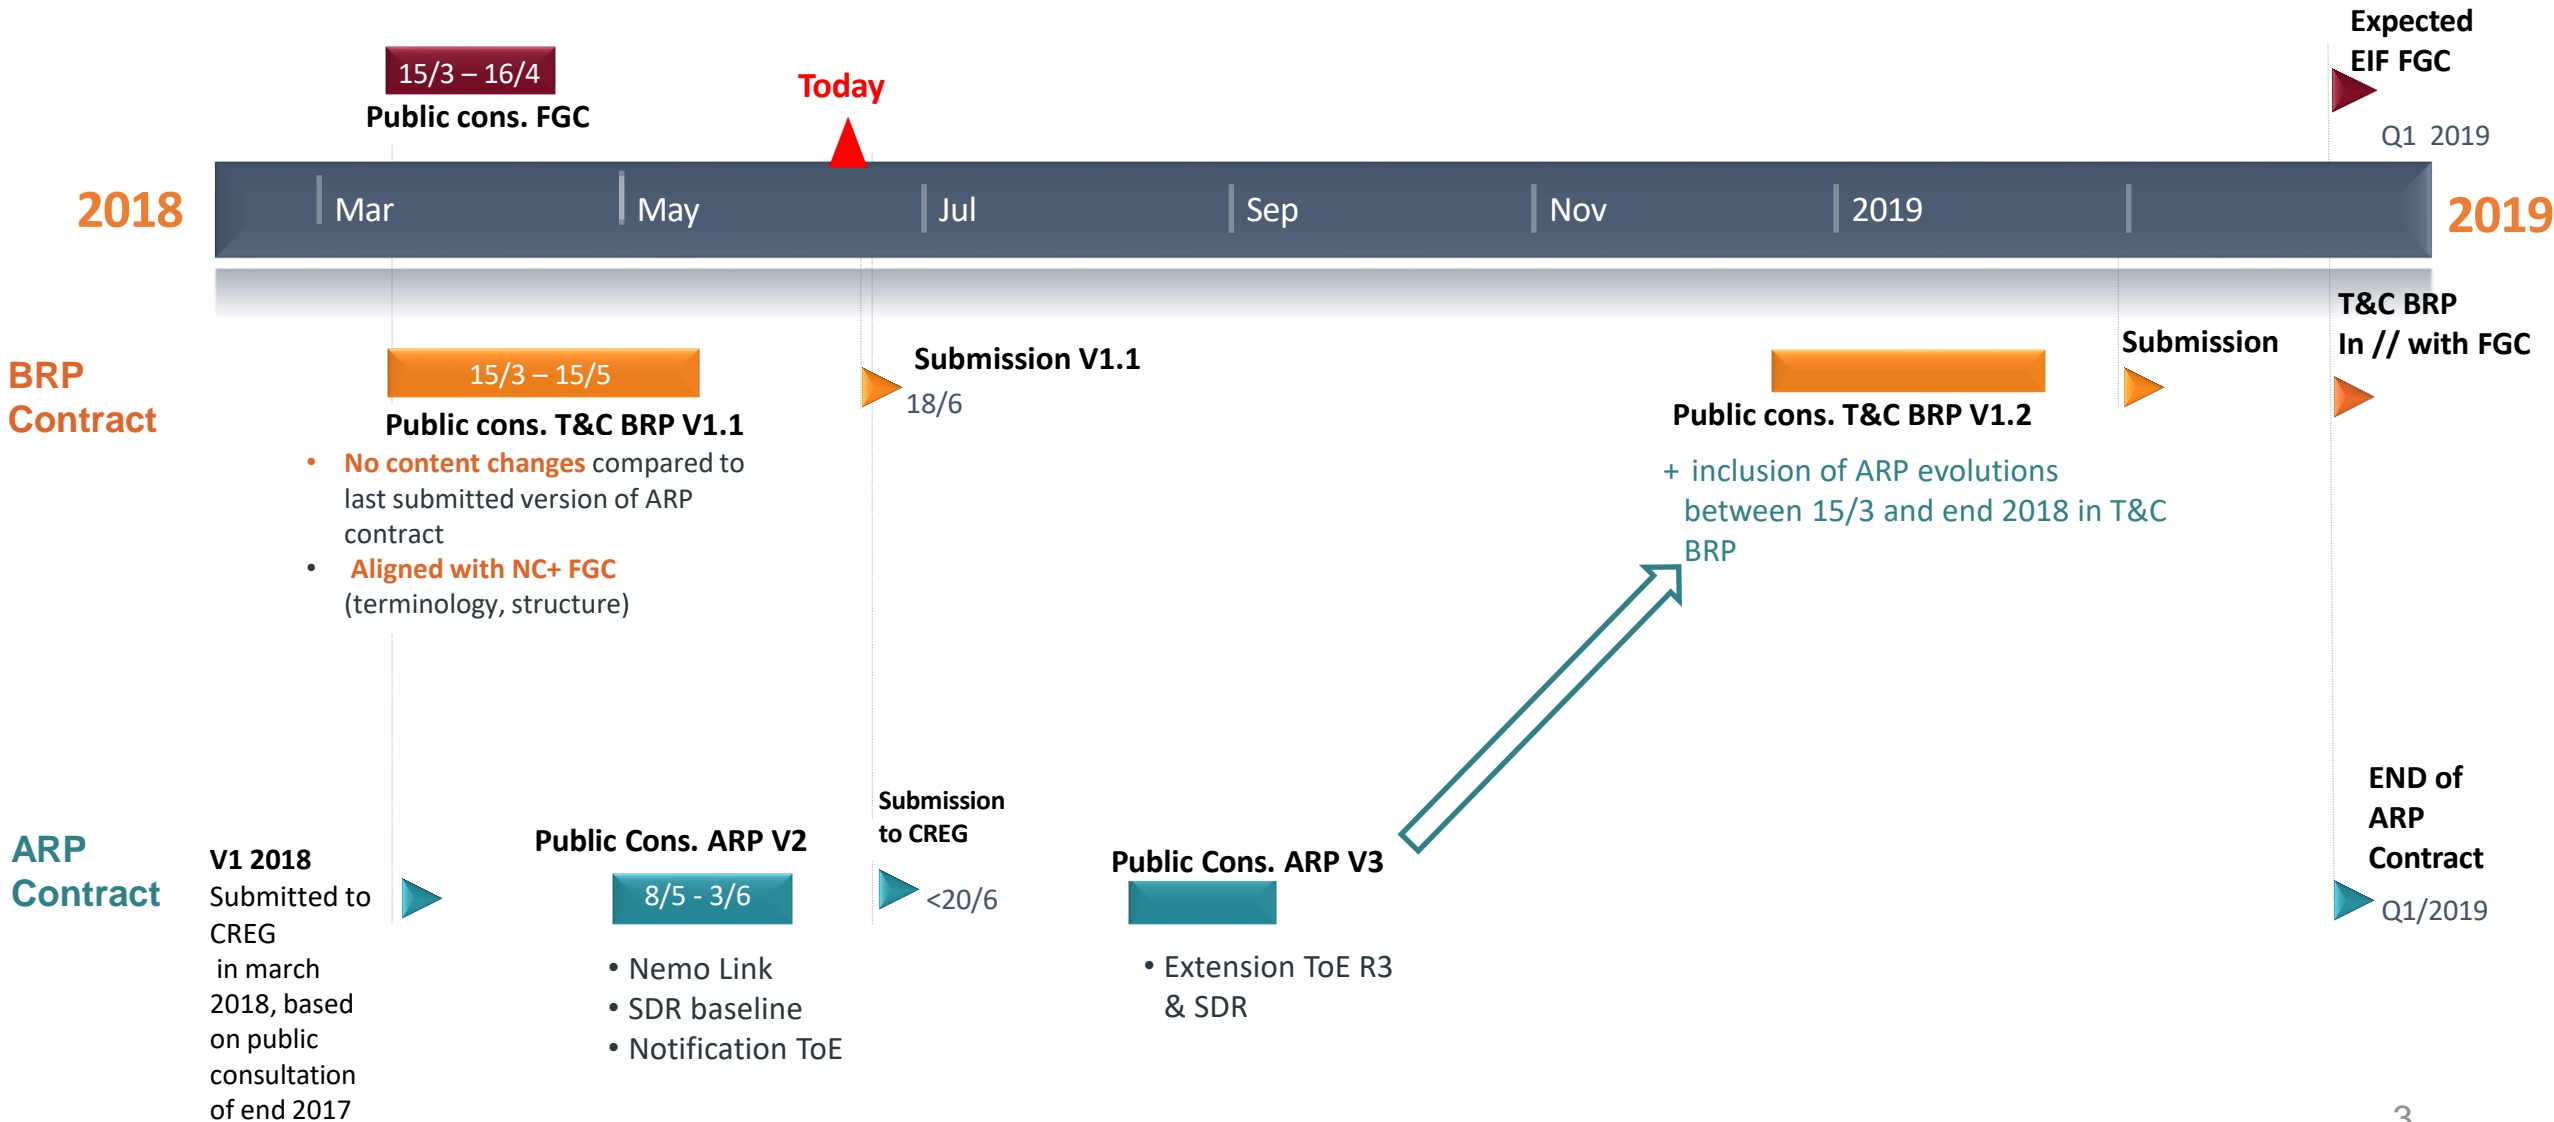 Expected
EIF FGC
Q1 2019
15/3 – 16/4
Public cons. FGC
Today
2018
Mar
May
Jul
Sep
Nov
2019
2019
BRP
Contract
15/3 – 15/5
Public cons. T&C BRP V1.1
• No content changes compared to
last submitted version of ARP
contract
• Aligned with NC+ FGC
(terminology, structure)
Submission V1.1
18/6
Public cons. T&C BRP V1.2
+ inclusion of ARP evolutions
between 15/3 and end 2018 in T&C
BRP
Submission
T&C BRP
In // with FGC
ARP
Contract
V1 2018
Submitted to
CREG
in march
2018, based
on public
consultation
of end 2017
Public Cons. ARP V2
8/5 - 3/6
• Nemo Link
• SDR baseline
• Notification ToE
Submission
to CREG
<20/6
Public Cons. ARP V3
• Extension ToE R3
& SDR
END of
ARP
Contract
Q1/2019
3